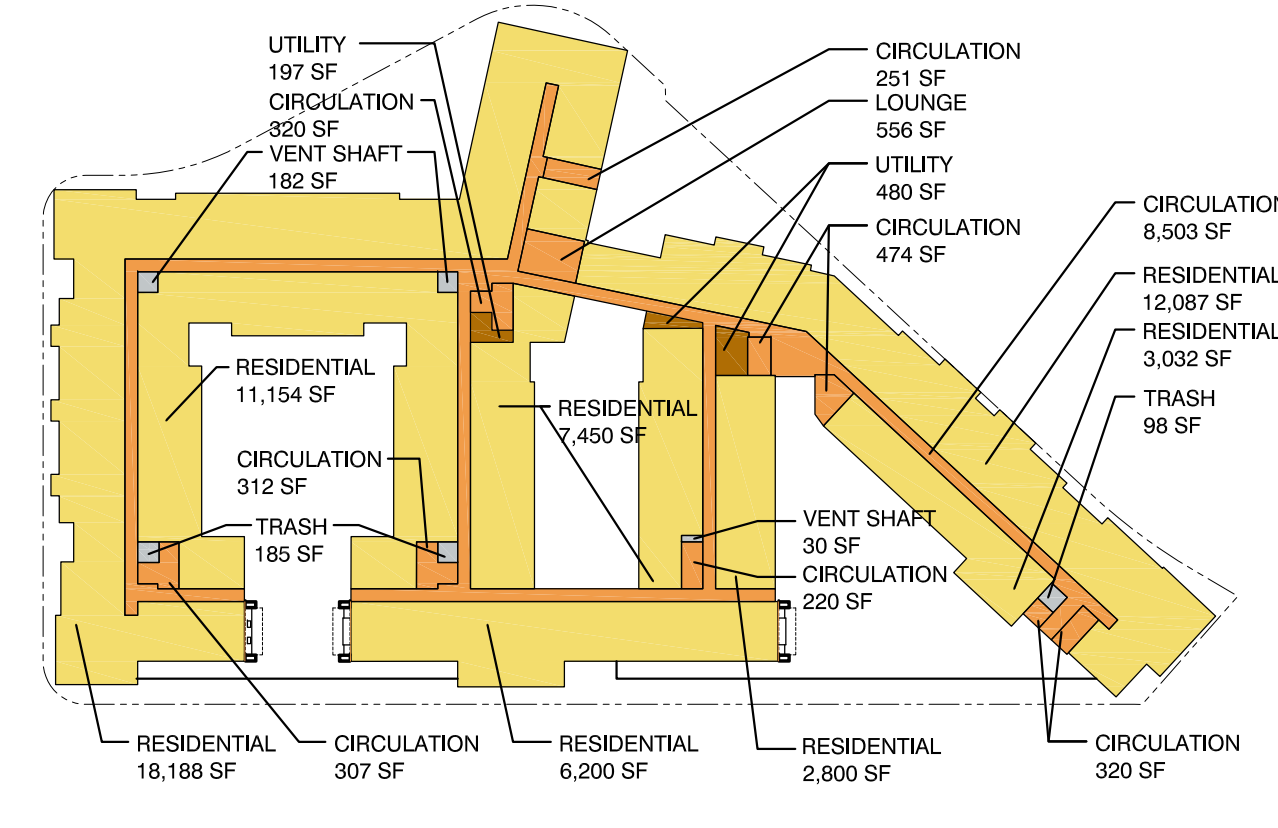 UTILITY
197 SF
CIRCULATION
320 SF
VENT SHAFT
182 SF
CIRCULATION
251 SF
LOUNGE
556 SF
UTILITY
480 SF
CIRCULATION
474 SF
CIRCULATION
8,503 SF
RESIDENTIAL
12,087 SF
RESIDENTIAL
3,032 SF
TRASH
98 SF
RESIDENTIAL
11,154 SF
RESIDENTIAL
7,450 SF
CIRCULATION
312 SF
TRASH
185 SF
VENT SHAFT
30 SF
CIRCULATION
220 SF
RESIDENTIAL
18,188 SF
CIRCULATION
307 SF
RESIDENTIAL
6,200 SF
RESIDENTIAL
2,800 SF
CIRCULATION
320 SF